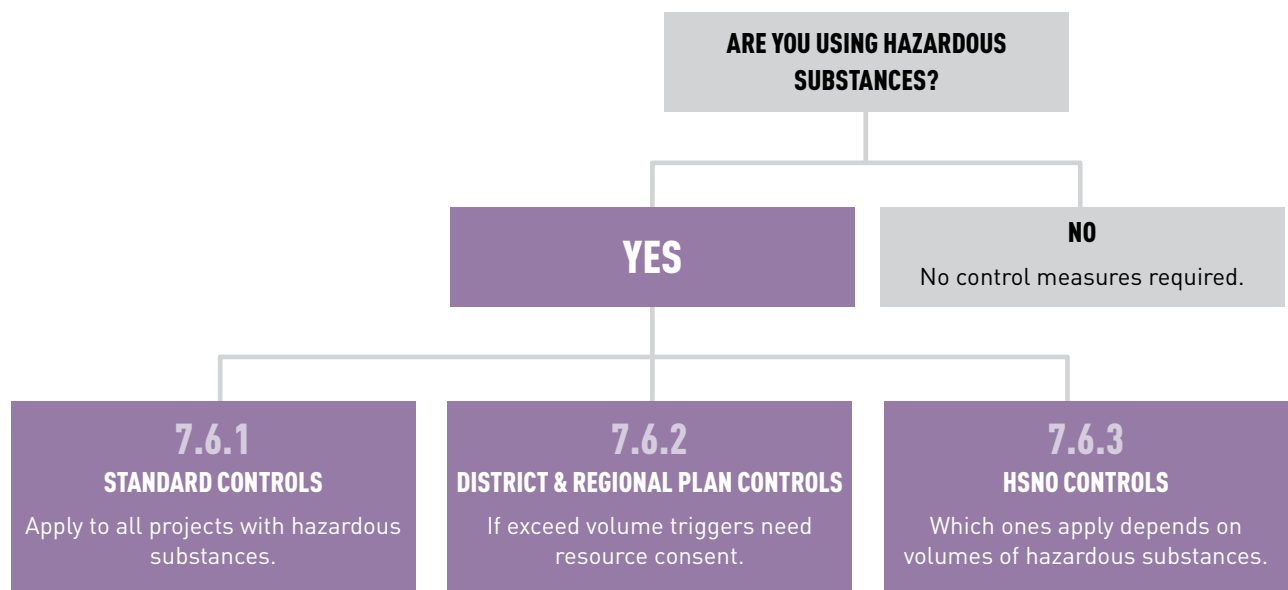 ARE YOU USING HAZARDOUS
SUBSTANCES?
YES
NO
No control measures required.
7.6.1
STANDARD CONTROLS
Apply to all projects with hazardous
substances.
7.6.2
DISTRICT & REGIONAL PLAN CONTROLS
If exceed volume triggers need
resource consent.
7.6.3
HSNO CONTROLS
Which ones apply depends on
volumes of hazardous substances.